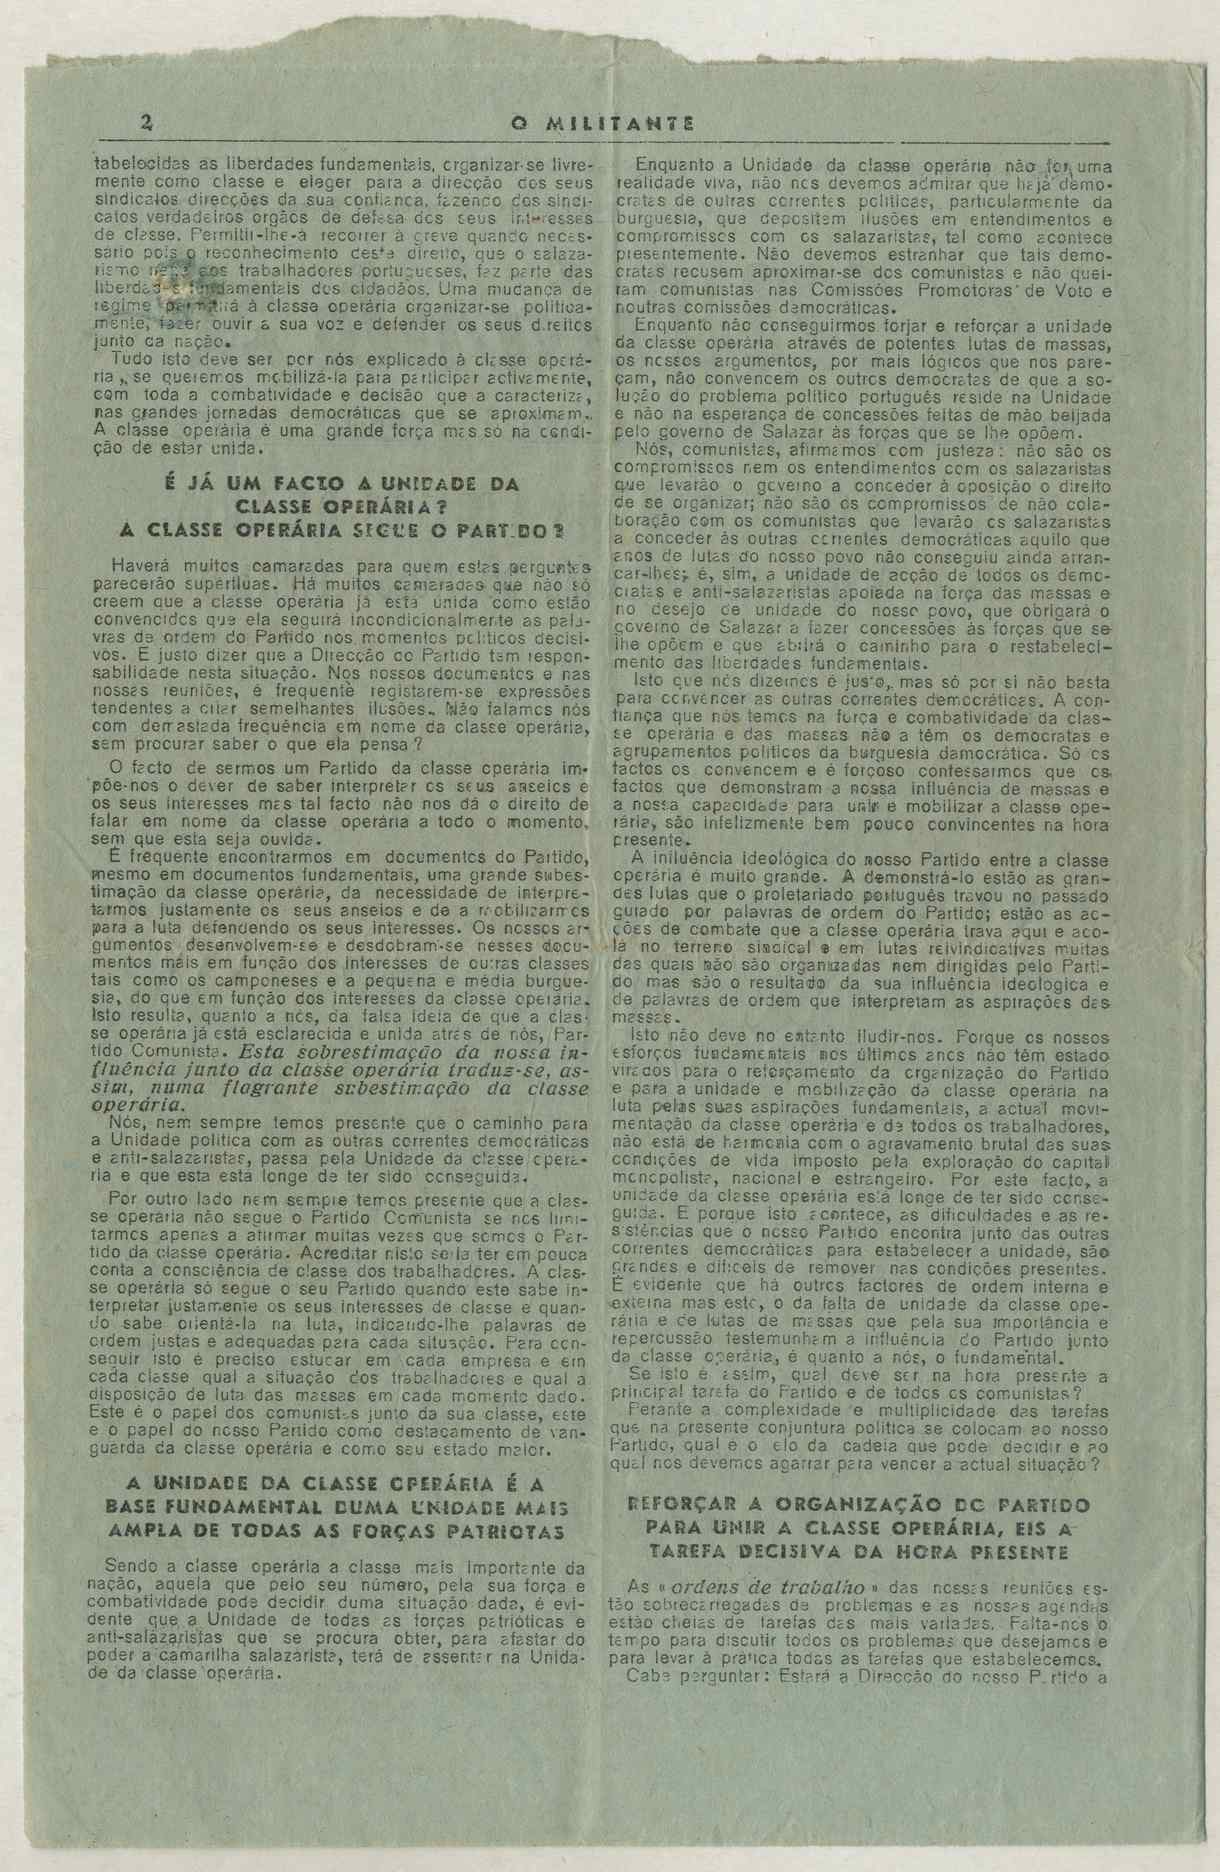 2
O MILITANTE
tabelecidas as liberdades fundamentais, organizar-se livre-
mente como classe e eleger para a direcção dos seus
sindicatos direcções da sua confiança, fazendo dos sindi-
catos verdadeiros orgãos de defesa dos seus interesses
de classe. Permitir-lhe-á recorrer à greve quando neces-
sário pois o reconhecimento deste direito, que o salaza-
rismo nega aos trabalhadores portugueses, faz parte das
liberdades fundamentais dos cidadãos. Uma mudança de
regime permitirá à classe operária organizar-se politica-
mente, fazer ouvir a sua voz e defender os seus direitos
junto da nação.
Tudo isto deve ser por nós explicado à classe operá-
ria, se queremos mobilizá-la para participar activamente,
com toda a combatividade e decisão que a caracteriza,
nas grandes jornadas democráticas que se aproximam.
A classe operária é uma grande força mas só na condi-
ção de estar unida.
É JÁ UM FACTO A UNIDADE DA
CLASSE OPERÁRIA?
A CLASSE OPERÁRIA SEGUE O PARTIDO?
Haverá muitos camaradas para quem estas perguntas
parecerão supérfluas. Há muitos camaradas que não só
creem que a classe operária já está unida como estão
convencidos que ela seguirá incondicionalmente as pala-
vras de ordem do Partido nos momentos políticos decisi-
vos. É justo dizer que a Direcção do Partido tem respon-
sabilidade nesta situação. Nos nossos documentos e nas
nossas reuniões, é frequente registarem-se expressões
tendentes a criar semelhantes ilusões. Não falamos nós
com demasiada frequência em nome da classe operária,
sem procurar saber o que ela pensa?
O facto de sermos um Partido da classe operária im-
põe-nos o dever de saber interpretar os seus anseios e
os seus interesses mas tal facto não nos dá o direito de
falar em nome da classe operária a todo o momento,
sem que esta seja ouvida.
É frequente encontrarmos em documentos do Partido,
mesmo em documentos fundamentais, uma grande subes-
timação da classe operária, da necessidade de interpre-
tarmos justamente os seus anseios e de a mobilizarmos
para a luta defendendo os seus interesses. Os nossos ar-
gumentos desenvolvem-se e desdobram-se nesses docu-
mentos mais em função dos interesses de outras classes
tais como os camponeses e a pequena e média burgue-
sia, do que em função dos interesses da classe operária.
Isto resulta, quanto a nós, da falsa ideia de que a clas-
se operária já está esclarecida e unida atrás de nós, Par-
tido Comunista. Esta sobrestimação da nossa in-
fluência junto da classe operária traduz-se, as-
sim, numa flagrante subestimação da classe
operária.
Nós, nem sempre temos presente que o caminho para
a Unidade política com as outras correntes democráticas
e anti-salazaristas, passa pela Unidade da classe operá-
ria e que esta está longe de ter sido conseguida.
Por outro lado nem sempre temos presente que a clas-
se operária não segue o Partido Comunista se nos limi-
tarmos apenas a afirmar muitas vezes que somos o Par-
tido da classe operária. Acreditar nisto seria ter em pouca
conta a consciência de classe dos trabalhadores. A clas-
se operária só segue o seu Partido quando este sabe in-
terpretar justamente os seus interesses de classe e quan-
do sabe orientá-la na luta, indicando-lhe palavras de
ordem justas e adequadas para cada situação. Para con-
seguir isto é preciso estudar em cada empresa e em
cada classe qual a situação dos trabalhadores e qual a
disposição de luta das massas em cada momento dado.
Este é o papel dos comunistas junto da sua classe, este
e o papel do nosso Partido como destacamento de van-
guarda da classe operária e como seu estado maior.
A UNIDADE DA CLASSE OPERÁRIA É A
BASE FUNDAMENTAL DUMA UNIDADE MAIS
AMPLA DE TODAS AS FORÇAS PATRIOTAS
Sendo a classe operária a classe mais importante da
nação, aquela que pelo seu número, pela sua força e
combatividade pode decidir duma situação dada, é evi-
dente que a Unidade de todas as forças patrióticas e
anti-salazaristas que se procura obter, para afastar do
poder a camarilha salazarista, terá de assentar na Unida-
de da classe operária.
Enquanto a Unidade da classe operária não for uma
realidade viva, não nos devemos admirar que haja demo-
cratas de outras correntes políticas, particularmente da
burguesia, que depositem ilusões em entendimentos e
compromissos com os salazaristas, tal como acontece
presentemente. Não devemos estranhar que tais demo-
cratas recusem aproximar-se dos comunistas e não quei-
ram comunistas nas Comissões Promotoras de Voto e
noutras comissões democráticas.
Enquanto não conseguirmos forjar e reforçar a unidade
da classe operária através de potentes lutas de massas,
os nossos argumentos, por mais lógicos que nos pare-
çam, não convencem os outros democratas de que a so-
lução do problema político português reside na Unidade
e não na esperança de concessões feitas de mão beijada
pelo governo de Salazar às forças que se lhe opõem.
Nós, comunistas, afirmamos com justeza: não são os
compromissos nem os entendimentos com os salazaristas
que levarão o governo a conceder à oposição o direito
de se organizar; não são os compromissos de não cola-
boração com os comunistas que levarão os salazaristas
a conceder às outras correntes democráticas aquilo que
anos de lutas do nosso povo não conseguiu ainda arran-
car-lhes; é, sim, a unidade de acção de todos os demo-
cratas e anti-salazaristas apoiada na força das massas e
no desejo de unidade do nosso povo, que obrigará o
governo de Salazar a fazer concessões às forças que se
lhe opõem e que abrirá o caminho para o restabeleci-
mento das liberdades fundamentais.
Isto que nós dizemos é justo, mas só por si não basta
para convencer as outras correntes democráticas. A con-
fiança que nós temos na força e combatividade da clas-
se operária e das massas não a têm os democratas e
agrupamentos políticos da burguesia damocrática. Só os
factos os convencem e é forçoso confessarmos que os
factos que demonstram a nossa influência de massas e
a nossa capacidade para unir e mobilizar a classe ope-
rária, são infelizmente bem pouco convincentes na hora
presente.
A influência ideológica do nosso Partido entre a classe
operária é muito grande. A demonstrá-lo estão as gran-
des lutas que o proletariado português travou no passado
guiado por palavras de ordem do Partido; estão as ac-
ções de combate que a classe operária trava aqui e aco-
lá no terreno sindical e em lutas reivindicativas muitas
das quais não são organizadas nem dirigidas pelo Parti-
do mas são o resultado da sua influência ideológica e
de palavras de ordem que interpretam as aspirações das
massas.
Isto não deve no entanto iludir-nos. Porque os nossos
esforços fundamentais nos últimos anos não têm estado
virados para o reforçamento da organização do Partido
e para a unidade e mobilização da classe operária na
luta pelas suas aspirações fundamentais, a actual movi-
mentação da classe operária e de todos os trabalhadores,
não está de harmonia com o agravamento brutal das suas
condições de vida imposto pela exploração do capital
monopolista, nacional e estrangeiro. Por este facto, a
unidade da classe operária está longe de ter sido conse-
guida. E porque isto acontece, as dificuldades e as re-
sistências que o nosso Partido encontra junto das outras
correntes democráticas para estabelecer a unidade, são
grandes e difíceis de remover nas condições presentes.
É evidente que há outros factores de ordem interna e
externa mas este, o da falta de unidade da classe ope-
rária e de lutas de massas que pela sua importância e
repercussão testemunham a influência do Partido junto
da classe operária, é quanto a nós, o fundamental.
Se isto é assim, qual deve ser na hora presente a
principal tarefa do Partido e de todos os comunistas?
Perante a complexidade e multiplicidade das tarefas
que na presente conjuntura política se colocam ao nosso
Partido, qual é o elo da cadeia que pode decidir e ao
qual nos devemos agarrar para vencer a actual situação?
REFORÇAR A ORGANIZAÇÃO DO PARTIDO
PARA UNIR A CLASSE OPERÁRIA, EIS A
TAREFA DECISIVA DA HORA PRESENTE
As «ordens de trabalho» das nossas reuniões es-
tão sobrecarregadas de problemas e as nossas agendas
estão cheias de tarefas das mais variadas. Falta-nos o
tempo para discutir todos os problemas que desejamos e
para levar à prática todas as tarefas que estabelecemos.
Cabe perguntar: Estará a Direcção do nosso Partido a